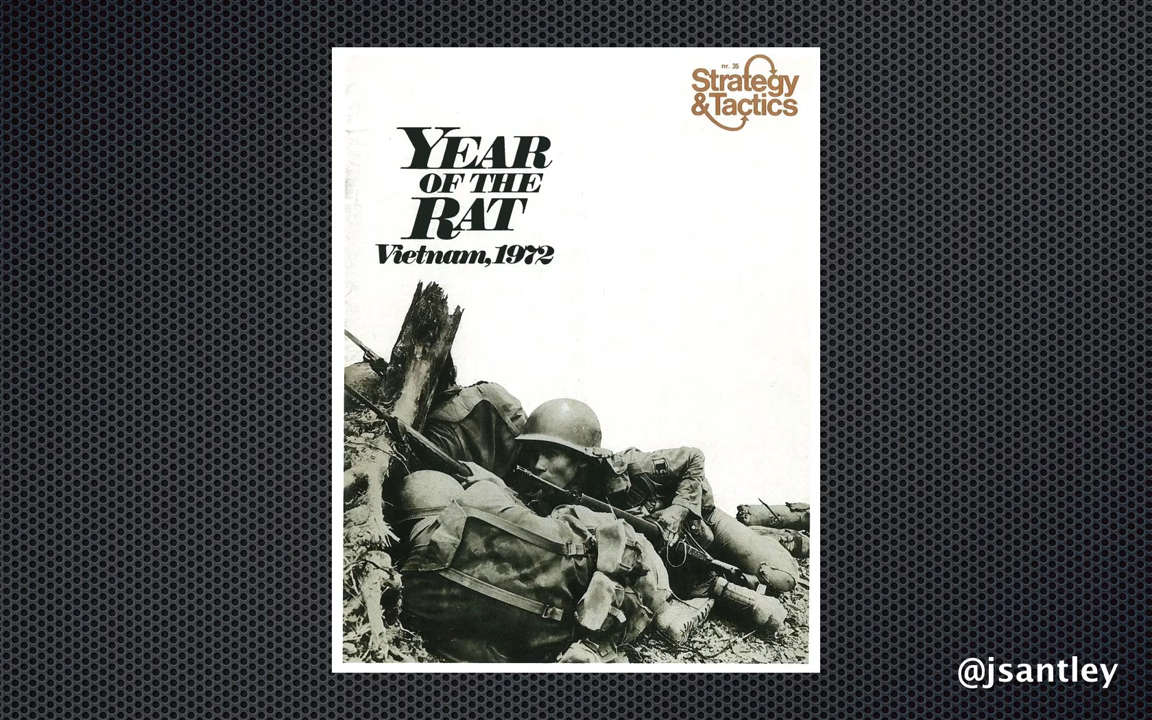 nr. 35
Strategy
&Tactics
YEAR
OF THE
RAT
Vietnam, 1972
@jsantley